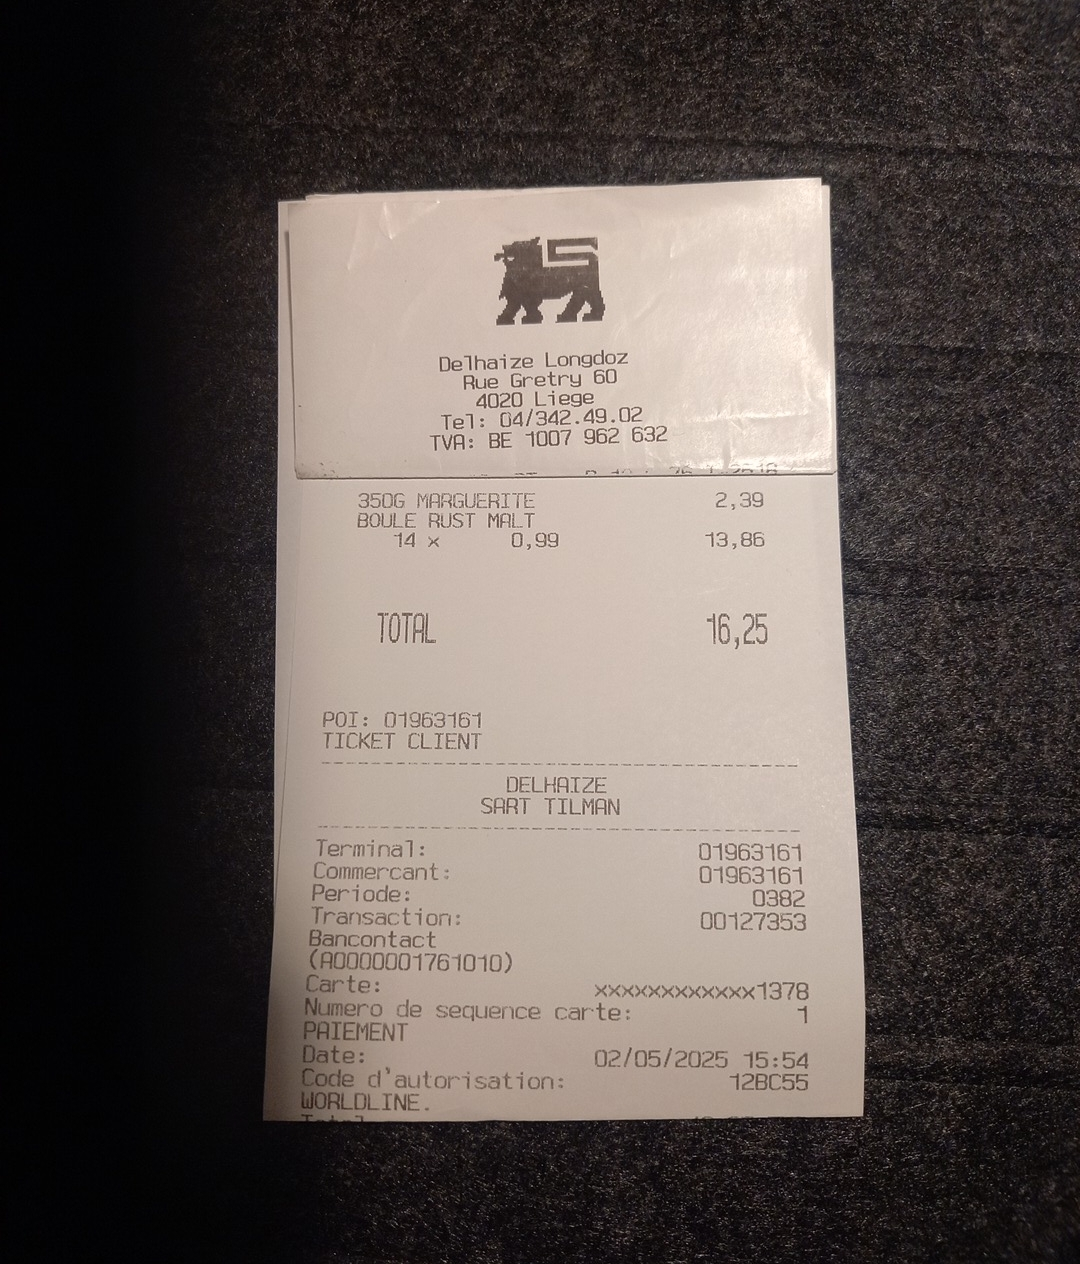 Delhaize Longdoz
Rue Gretry 60
4020 Liege
Tel: 04/342.49.02
TVA: BE 1007 962 632
350G MARGUERITE 2,39
BOULE RUST MALT
14 x 0,99 13,86
TOTAL 16,25
POI: 01963161
TICKET CLIENT
DELHAIZE
SART TILMAN
Terminal: 01963161
Commercant: 01963161
Periode: 0382
Transaction: 00127353
Bancontact
(A0000001761010)
Carte: xxxxxxxxxxxx1378
Numero de sequence carte: 1
PAIEMENT
Date: 02/05/2025 15:54
Code d'autorisation: 12BC55
WORLDLINE.